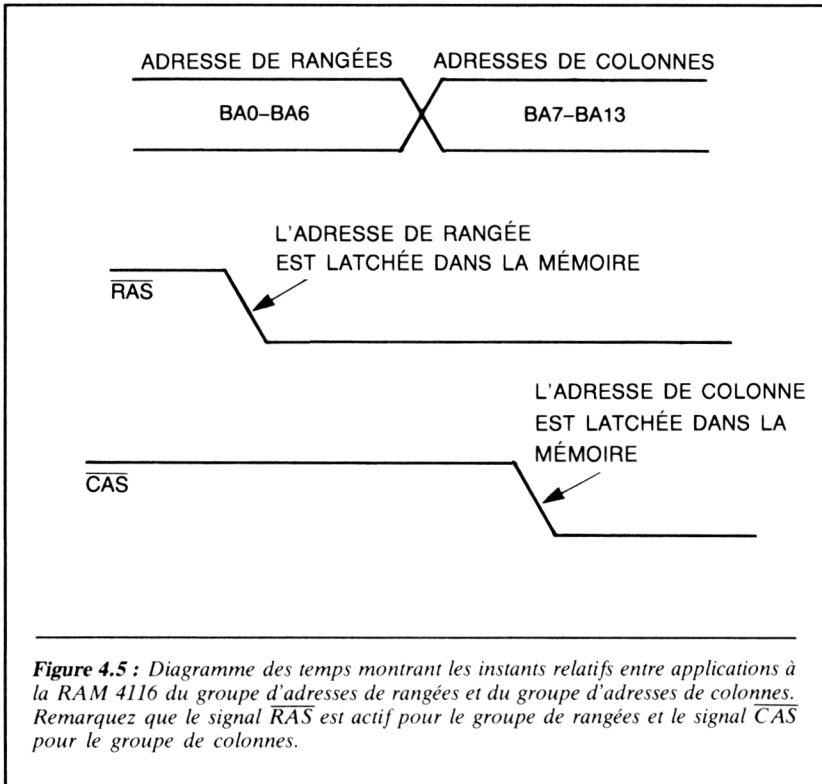 ADRESSE DE RANGÉES ADRESSES DE COLONNES
BA0–BA6 BA7–BA13
L'ADRESSE DE RANGÉE
EST LATCHÉE DANS LA MÉMOIRE
RAS
L'ADRESSE DE COLONNE
EST LATCHÉE DANS LA
MÉMOIRE
CAS
Figure 4.5 : Diagramme des temps montrant les instants relatifs entre applications à
la RAM 4116 du groupe d'adresses de rangées et du groupe d'adresses de colonnes.
Remarquez que le signal RAS est actif pour le groupe de rangées et le signal CAS
pour le groupe de colonnes.